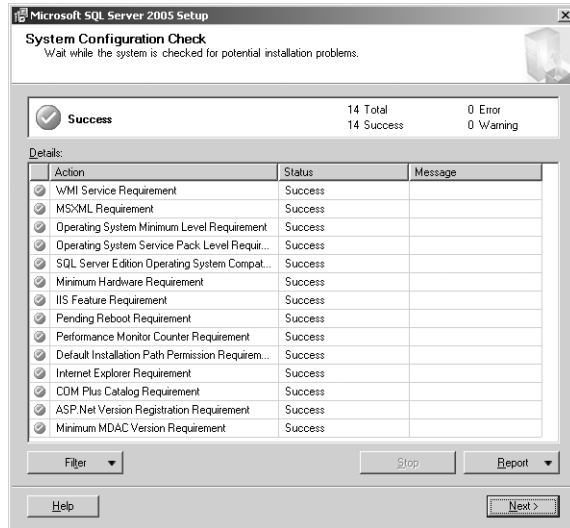 Microsoft SQL Server 2005 Setup
System Configuration Check
Wait while the system is checked for potential installation problems.
Success
14 Total
0 Error
14 Success
0 Warning
Details:
Action Status Message
WMI Service Requirement Success
MSXML Requirement Success
Operating System Minimum Level Requirement Success
Operating System Service Pack Level Requir... Success
SQL Server Edition Operating System Compat... Success
Minimum Hardware Requirement Success
IIS Feature Requirement Success
Pending Reboot Requirement Success
Performance Monitor Counter Requirement Success
Default Installation Path Permission Requirem... Success
Internet Explorer Requirement Success
COM Plus Catalog Requirement Success
ASP.Net Version Registration Requirement Success
Minimum MDAC Version Requirement Success
Filter Stop Report
Help Next >